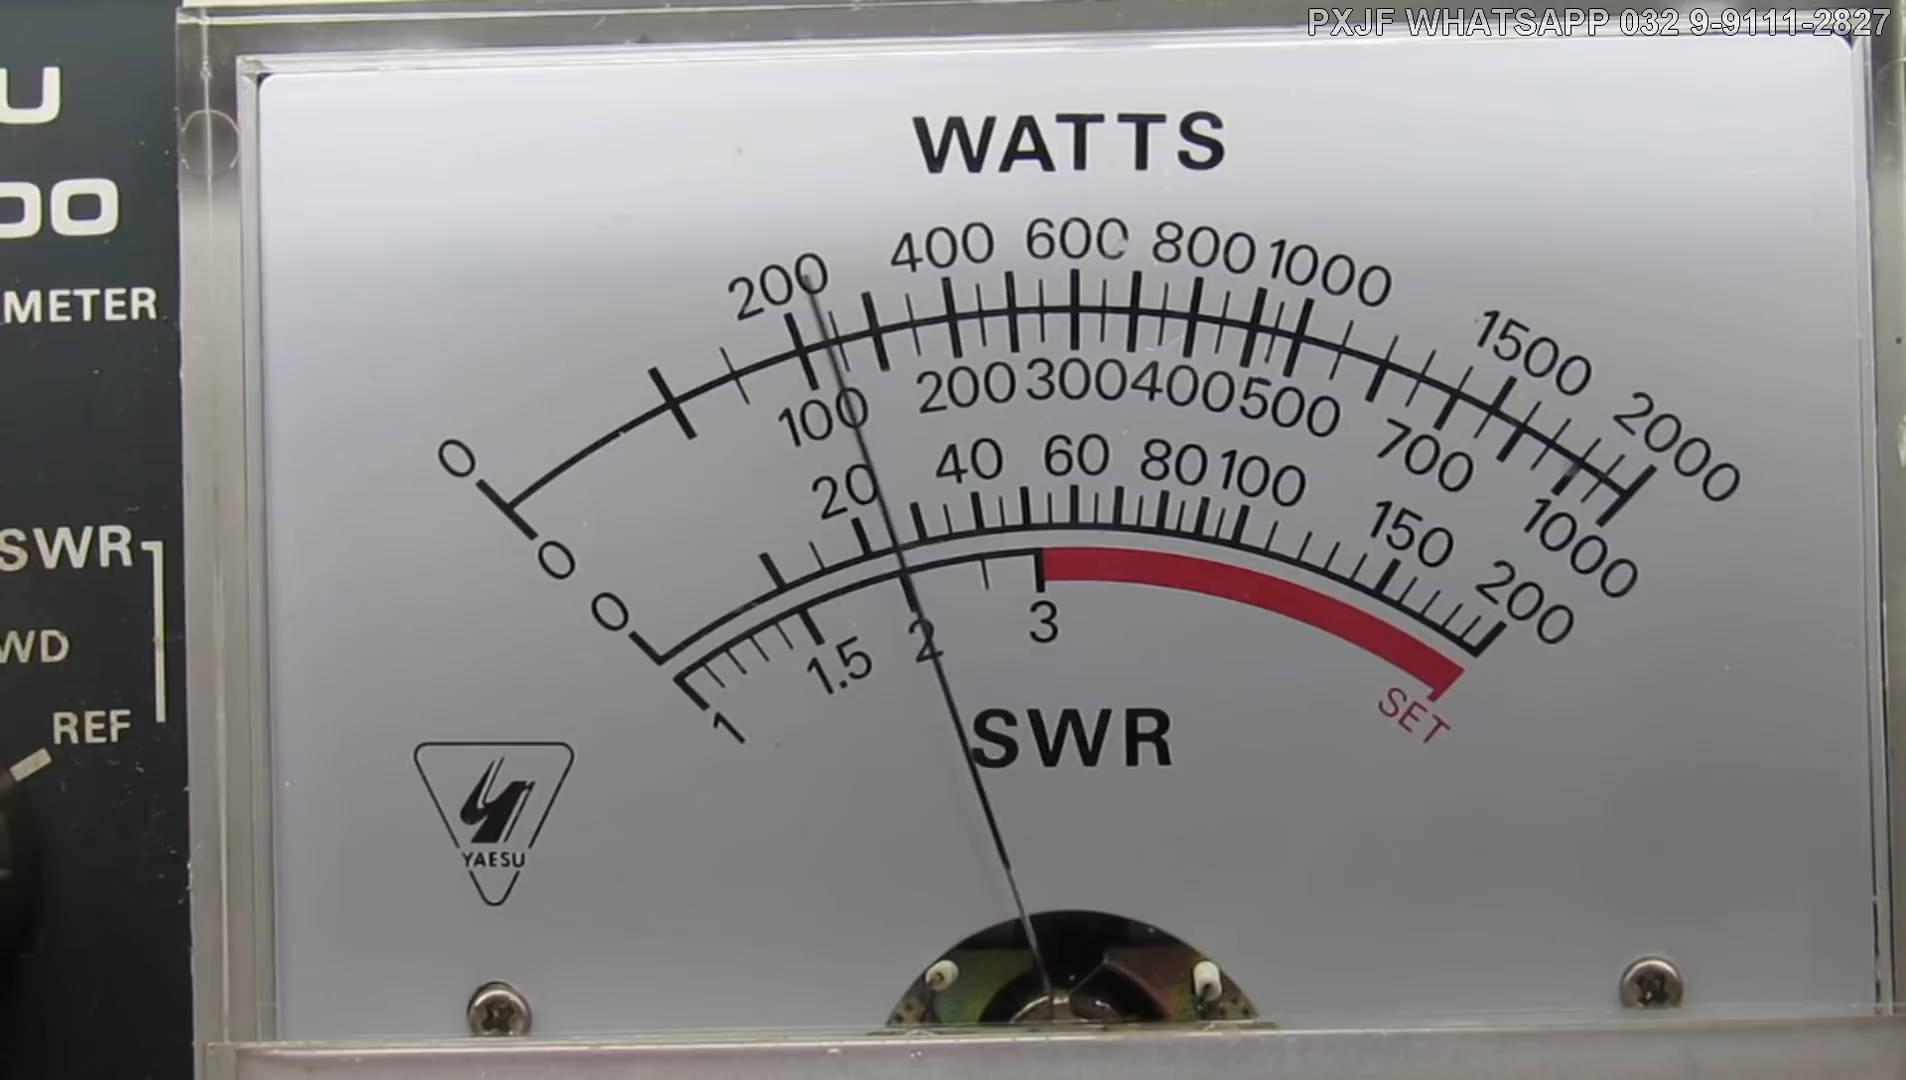 PXJF WHATSAPP 032 9-9111-2827
U
00
METER
SWR
WD
REF
WATTS
0 200 400 600 800 1000 1500 2000
0 100 200 300 400 500 700 1000
0 20 40 60 80 100 150 200
1 1.5 2 3 SET
SWR
YAESU